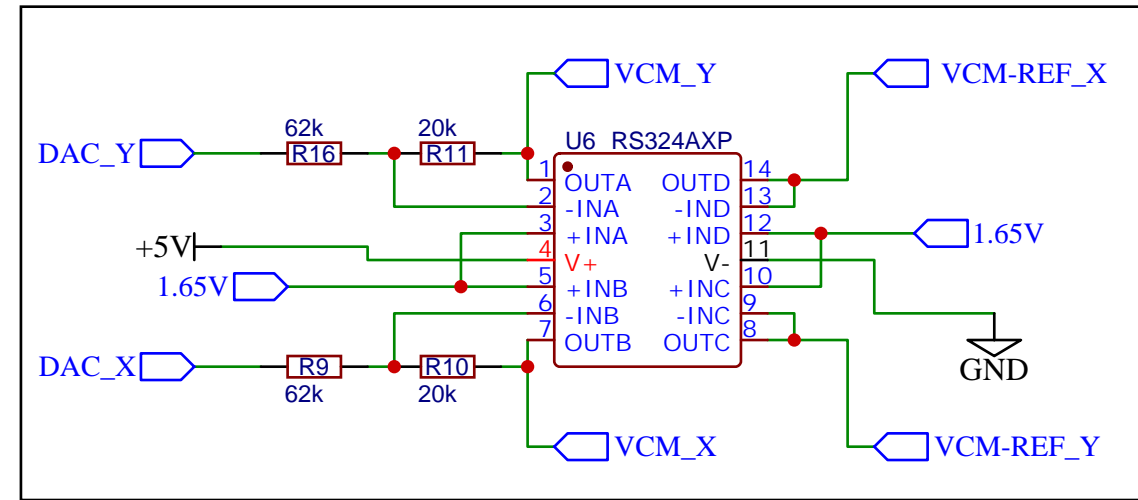 VCM_Y
VCM-REF_X
62k
20k
U6 RS324AXP
DAC_Y
R16
R11
1
OUTA
OUTD
14
2
-INA
-IND
13
3
+INA
+IND
12
1.65V
+5V
4
V+
V-
11
1.65V
5
+INB
+INC
10
6
-INB
-INC
9
7
OUTB
OUTC
8
DAC_X
R9
R10
GND
62k
20k
VCM_X
VCM-REF_Y